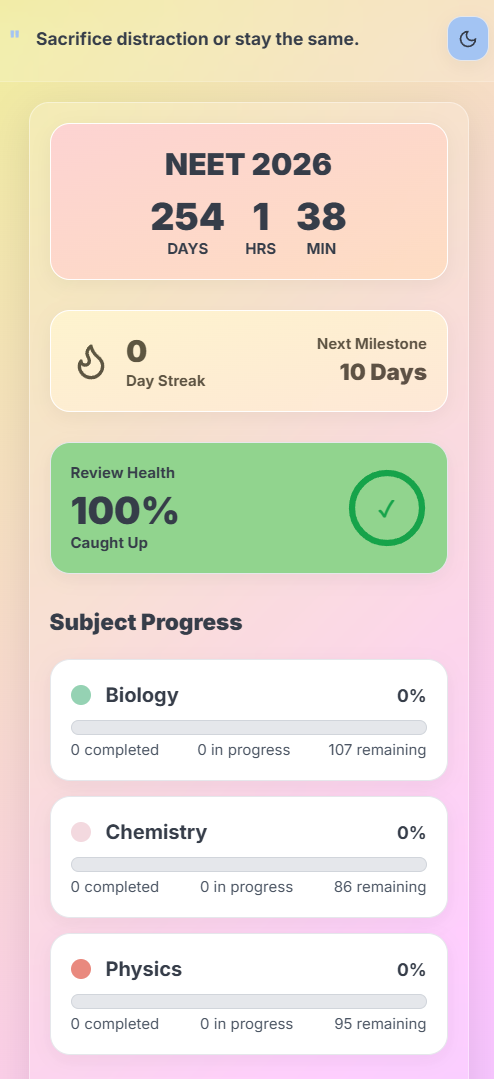 " Sacrifice distraction or stay the same.
NEET 2026
254 1 38
DAYS HRS MIN
0
Day Streak
Next Milestone
10 Days
Review Health
100%
Caught Up
✓
Subject Progress
Biology 0%
0 completed 0 in progress 107 remaining
Chemistry 0%
0 completed 0 in progress 86 remaining
Physics 0%
0 completed 0 in progress 95 remaining